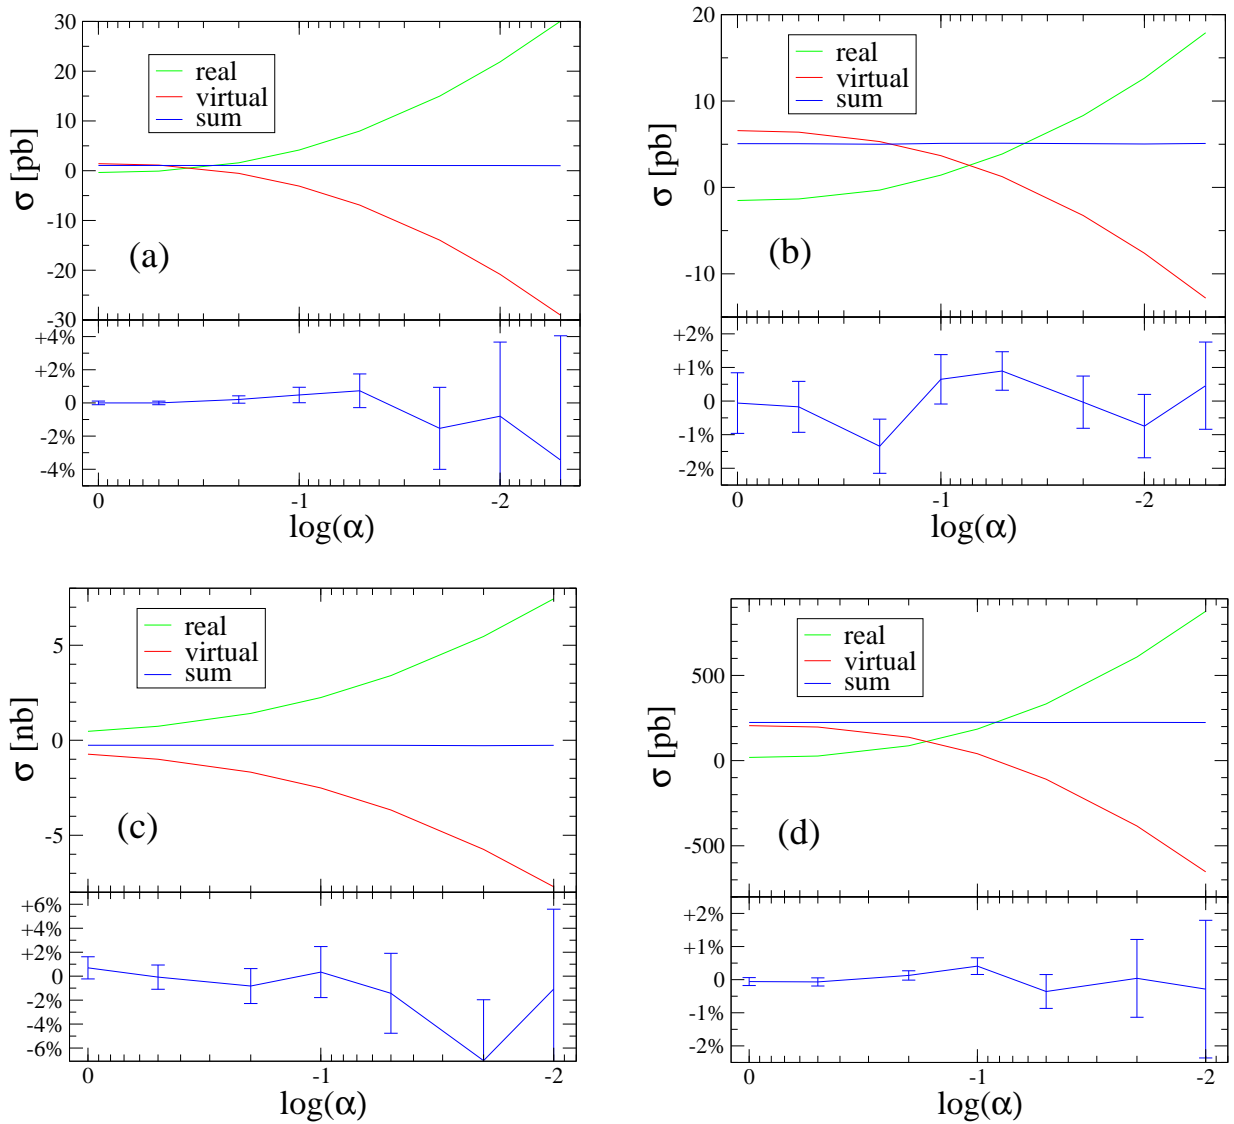 30
20
10
0
-10
-20
-30
σ [pb]
real
virtual
sum
(a)
+4%
+2%
0
-2%
-4%
0
-1
-2
log(α)
20
10
0
-10
σ [pb]
real
virtual
sum
(b)
+2%
+1%
0
-1%
-2%
0
-1
-2
log(α)
5
0
-5
σ [nb]
real
virtual
sum
(c)
+6%
+4%
+2%
0
-2%
-4%
-6%
0
-1
-2
log(α)
500
0
-500
σ [pb]
real
virtual
sum
(d)
+2%
+1%
0
-1%
-2%
0
-1
-2
log(α)